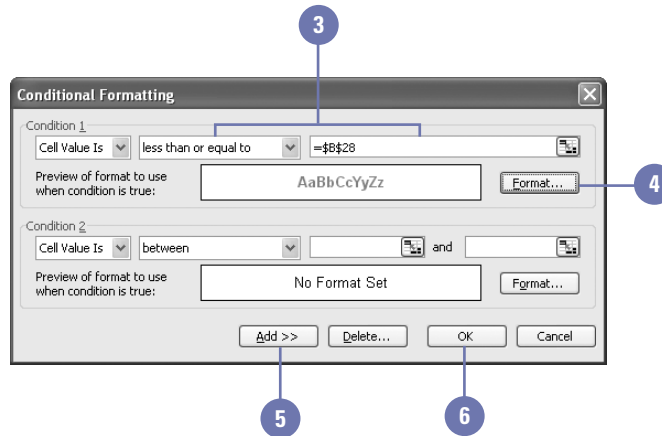 3
Conditional Formatting
Condition 1
Cell Value Is less than or equal to =$B$28
Preview of format to use
when condition is true:
AaBbCcYyZz
Format...
4
Condition 2
Cell Value Is between and
Preview of format to use
when condition is true:
No Format Set
Format...
Add >> Delete... OK Cancel
5 6